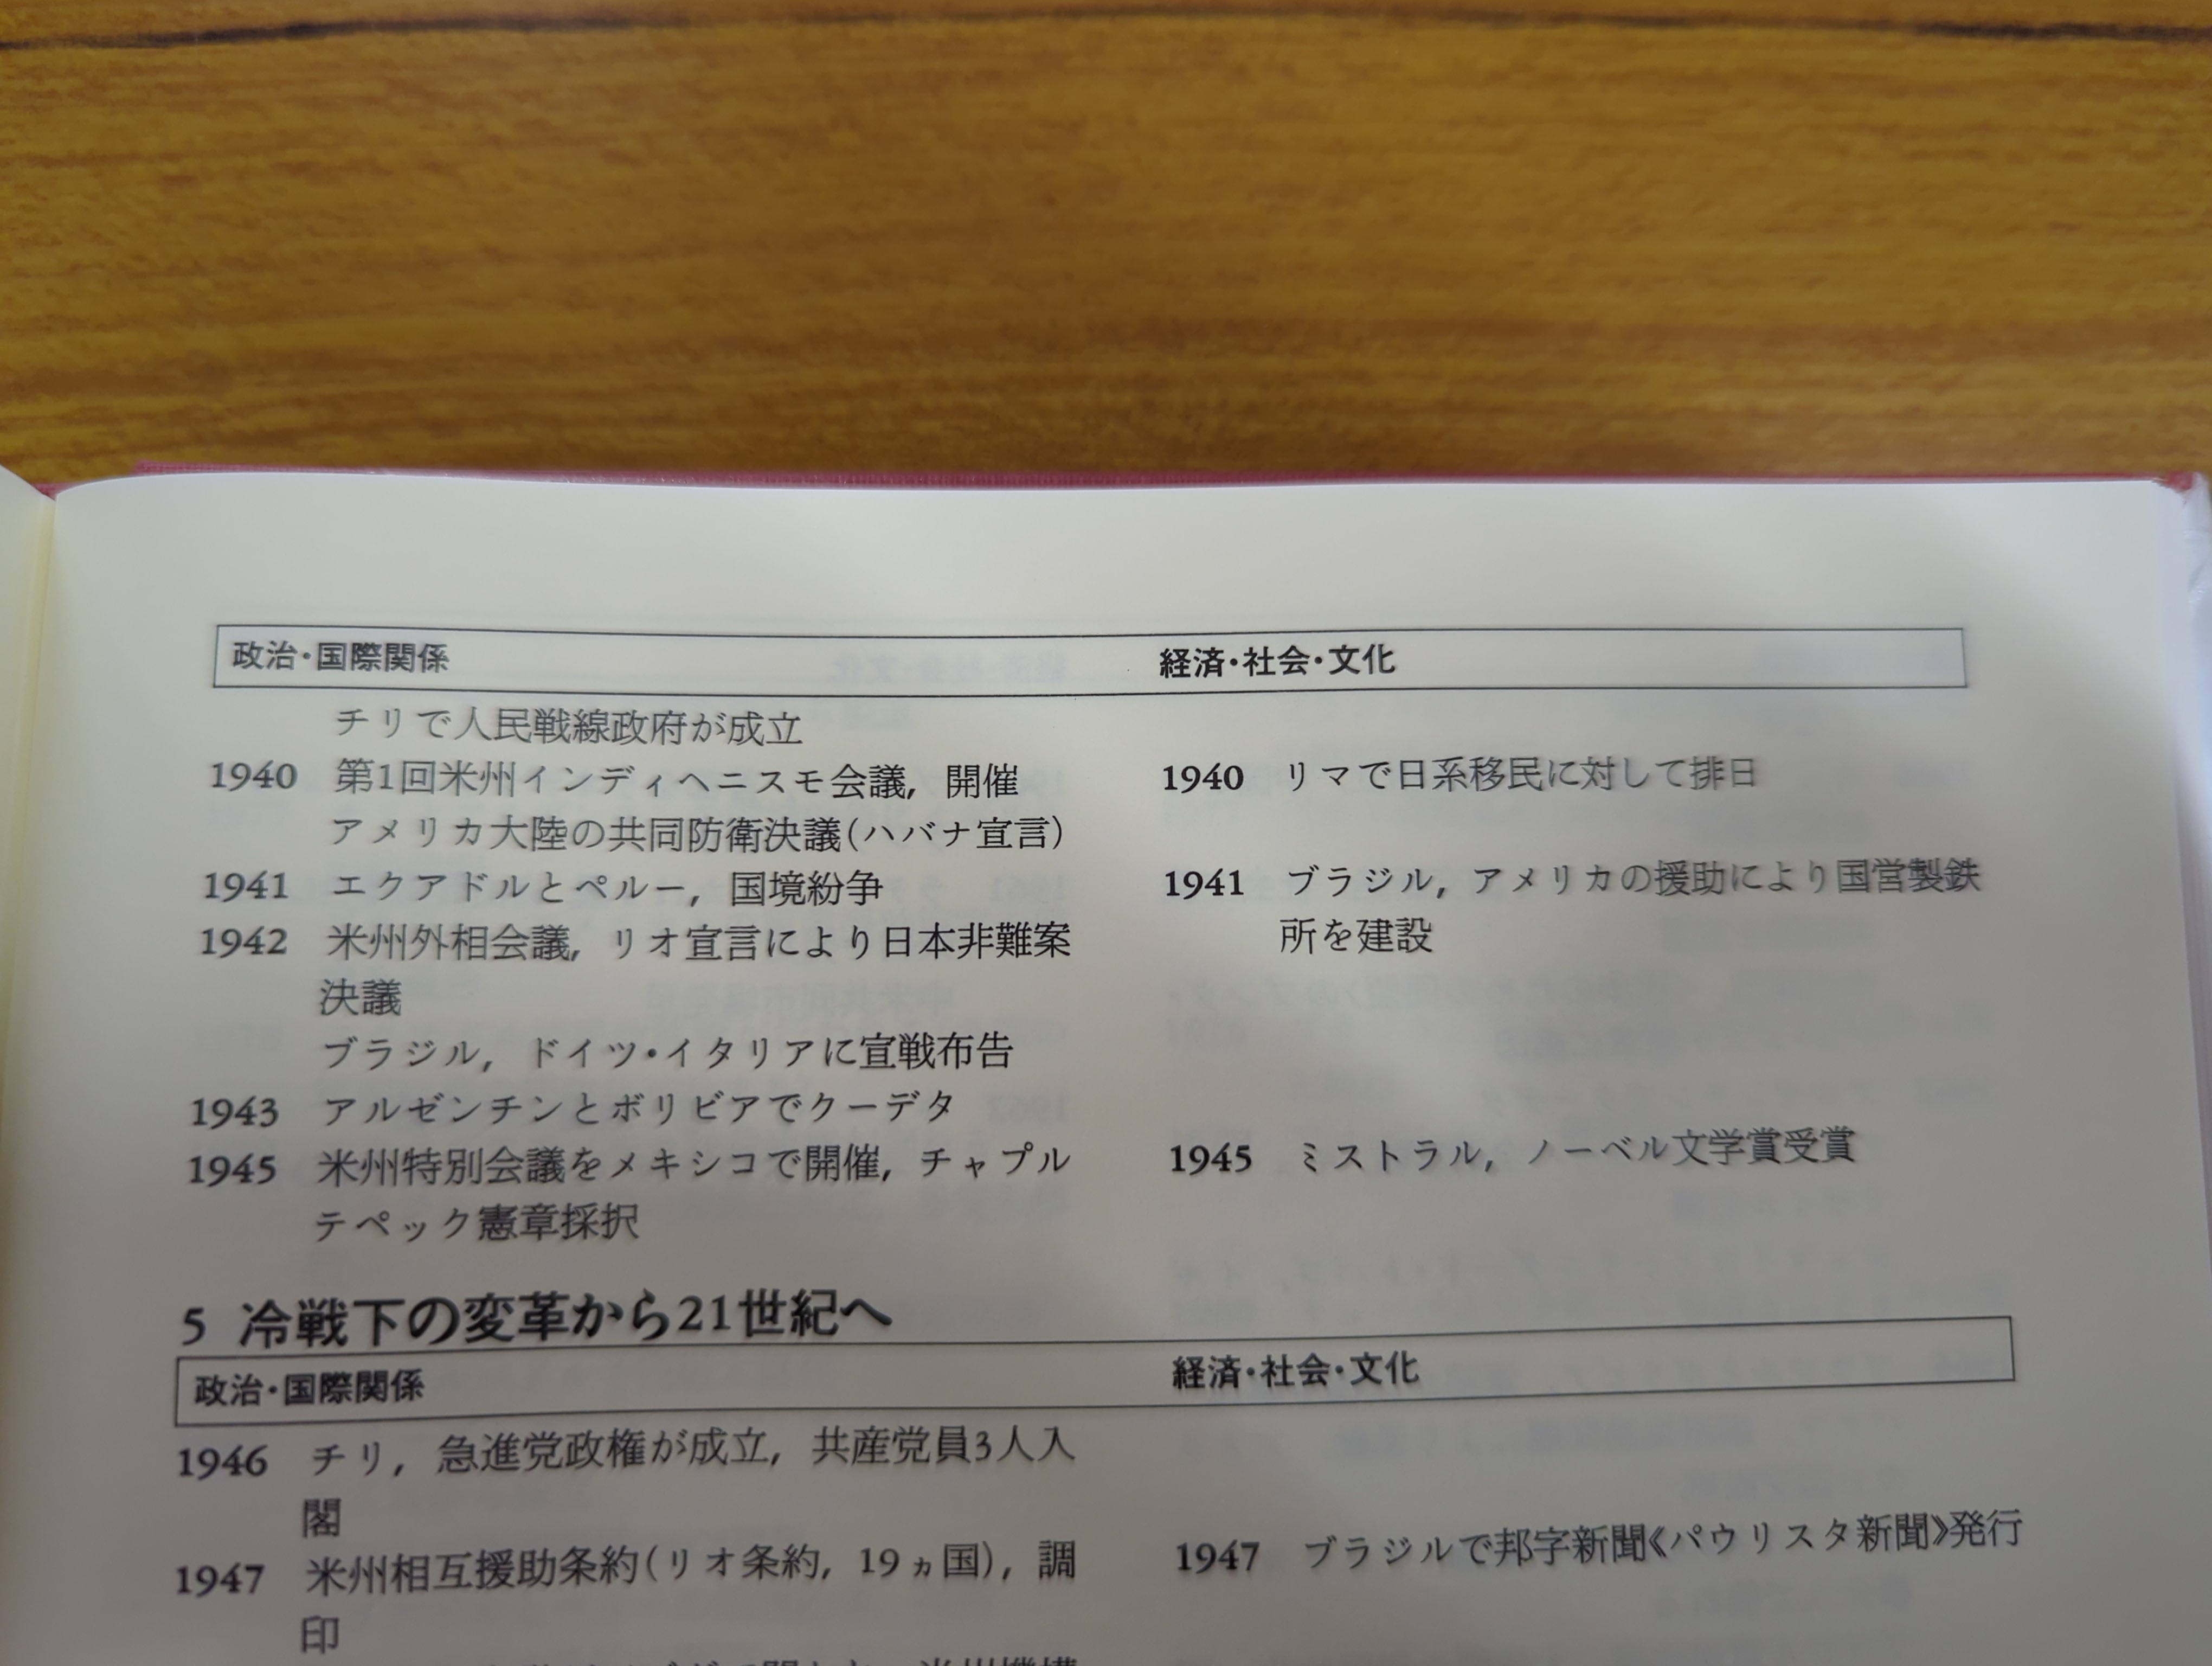 政治・国際関係
経済・社会・文化
チリで人民戦線政府が成立
1940 第1回米州インディヘニスモ会議，開催
アメリカ大陸の共同防衛決議(ハバナ宣言)
1941 エクアドルとペルー，国境紛争
1942 米州外相会議，リオ宣言により日本非難案
決議
ブラジル，ドイツ・イタリアに宣戦布告
1943 アルゼンチンとボリビアでクーデタ
1945 米州特別会議をメキシコで開催，チャプル
テペック憲章採択
1940 リマで日系移民に対して排日
1941 ブラジル，アメリカの援助により国営製鉄
所を建設
1945 ミストラル，ノーベル文学賞受賞
5 冷戦下の変革から21世紀へ
政治・国際関係
経済・社会・文化
1946 チリ，急進党政権が成立，共産党員3人入
閣
1947 米州相互援助条約(リオ条約，19ヵ国)，調
印
1947 ブラジルで邦字新聞《パウリスタ新聞》発行